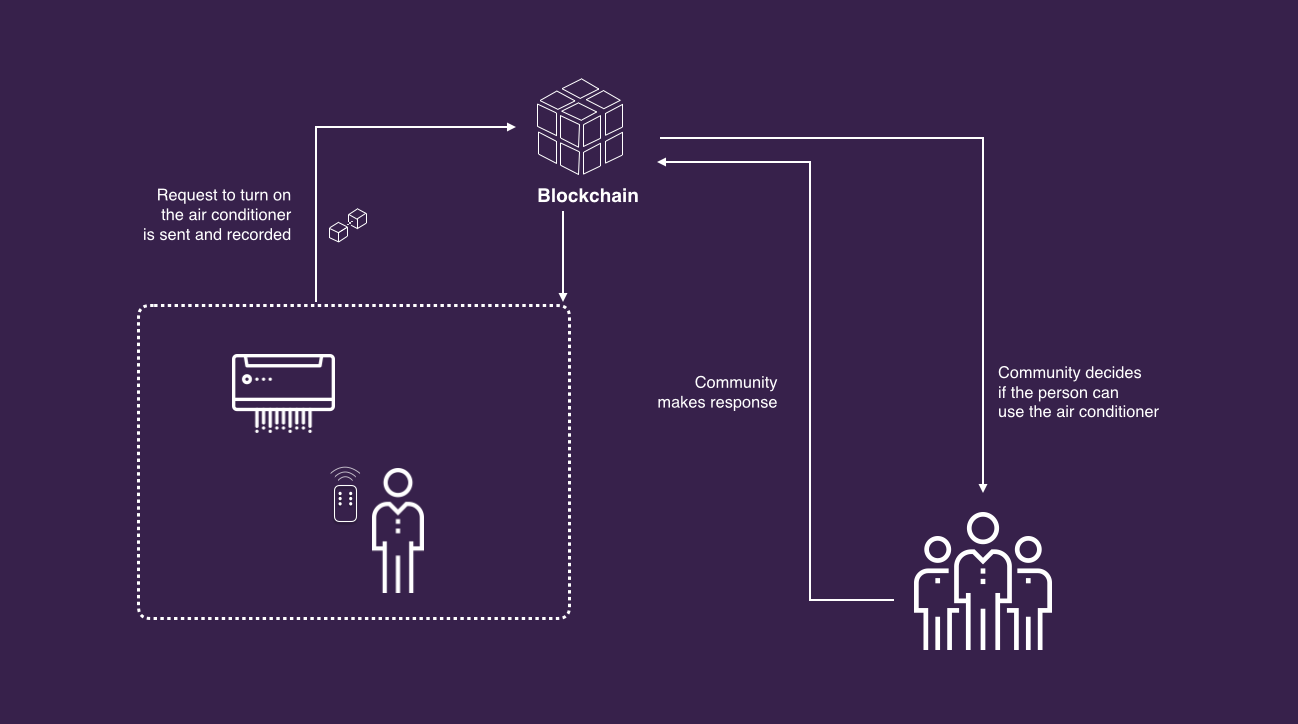 Blockchain
Request to turn on
the air conditioner
is sent and recorded
Community
makes response
Community decides
if the person can
use the air conditioner